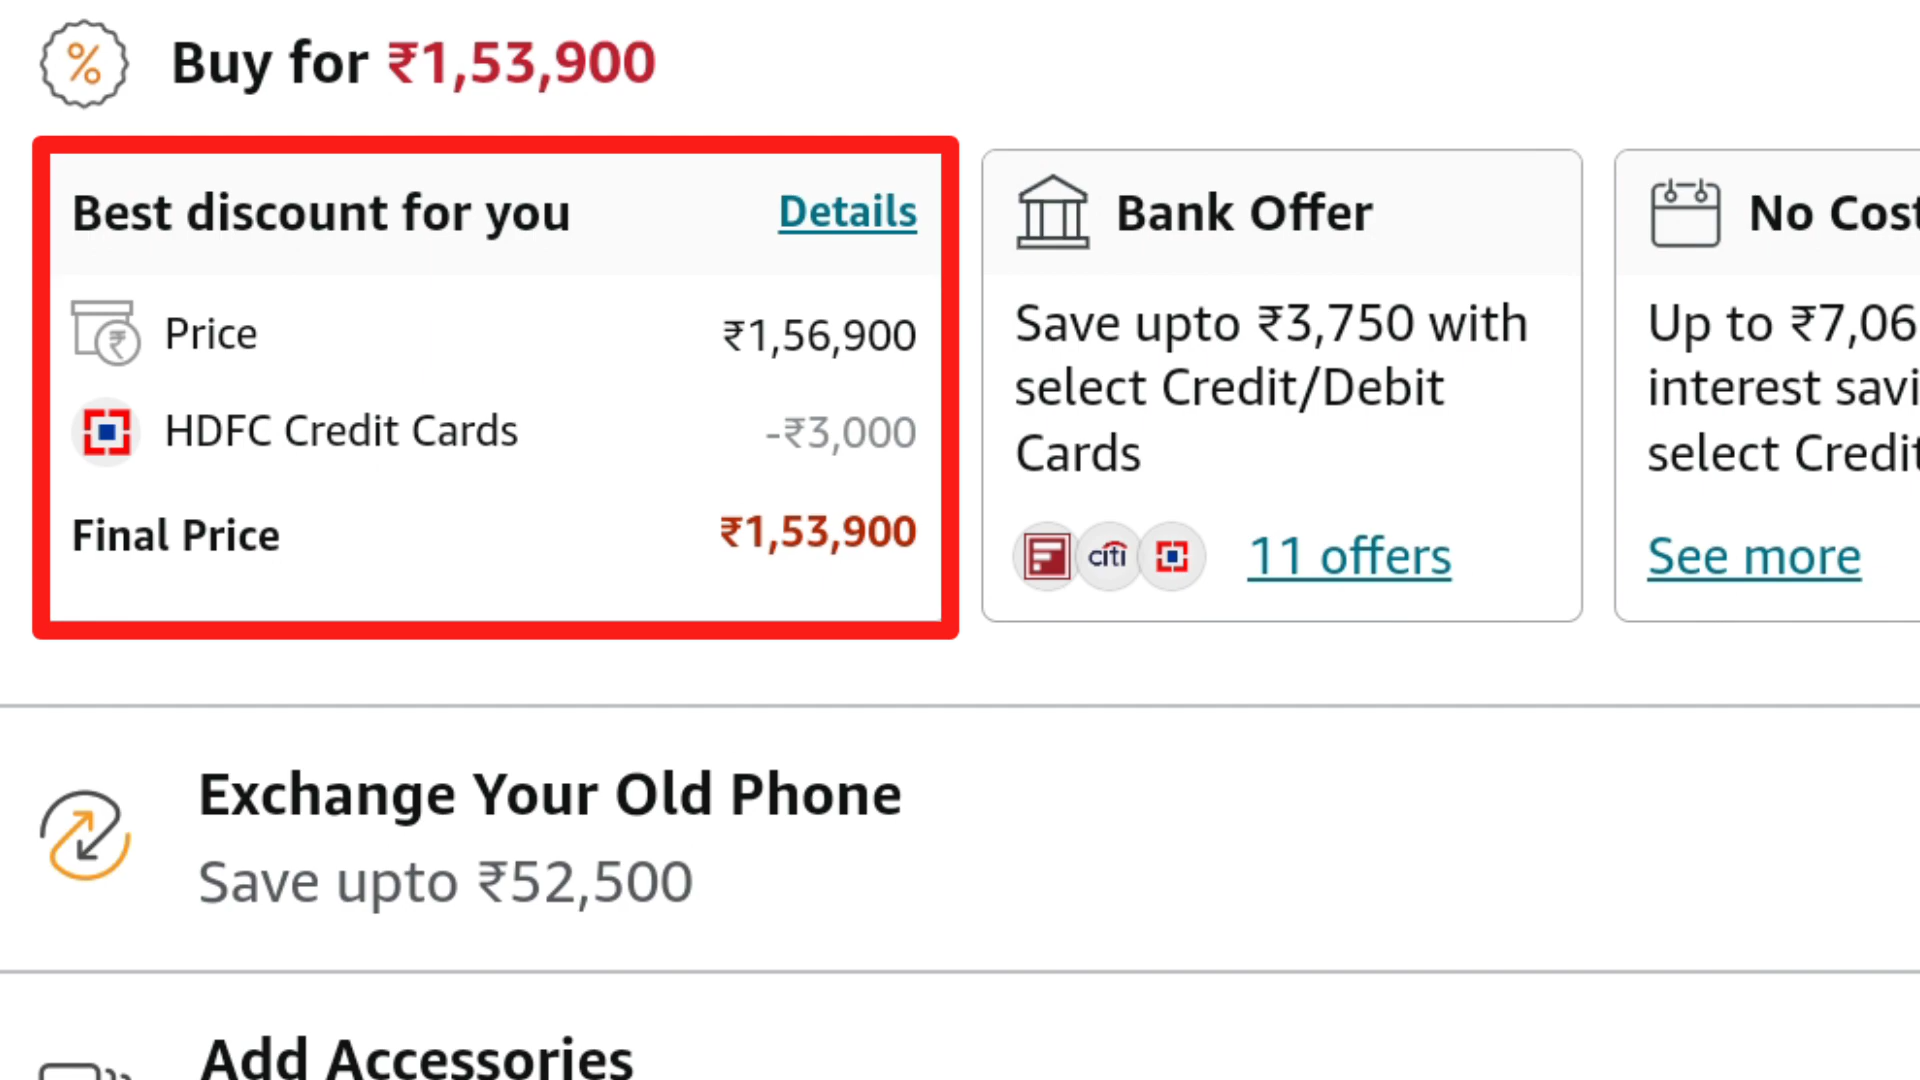 Buy for ₹1,53,900
Best discount for you Details
Price ₹1,56,900
HDFC Credit Cards -₹3,000
Final Price ₹1,53,900
Bank Offer
Save upto ₹3,750 with
select Credit/Debit
Cards
citi 11 offers
No Cost
Up to ₹7,06
interest savi
select Credit
See more
Exchange Your Old Phone
Save upto ₹52,500
Add Accessories